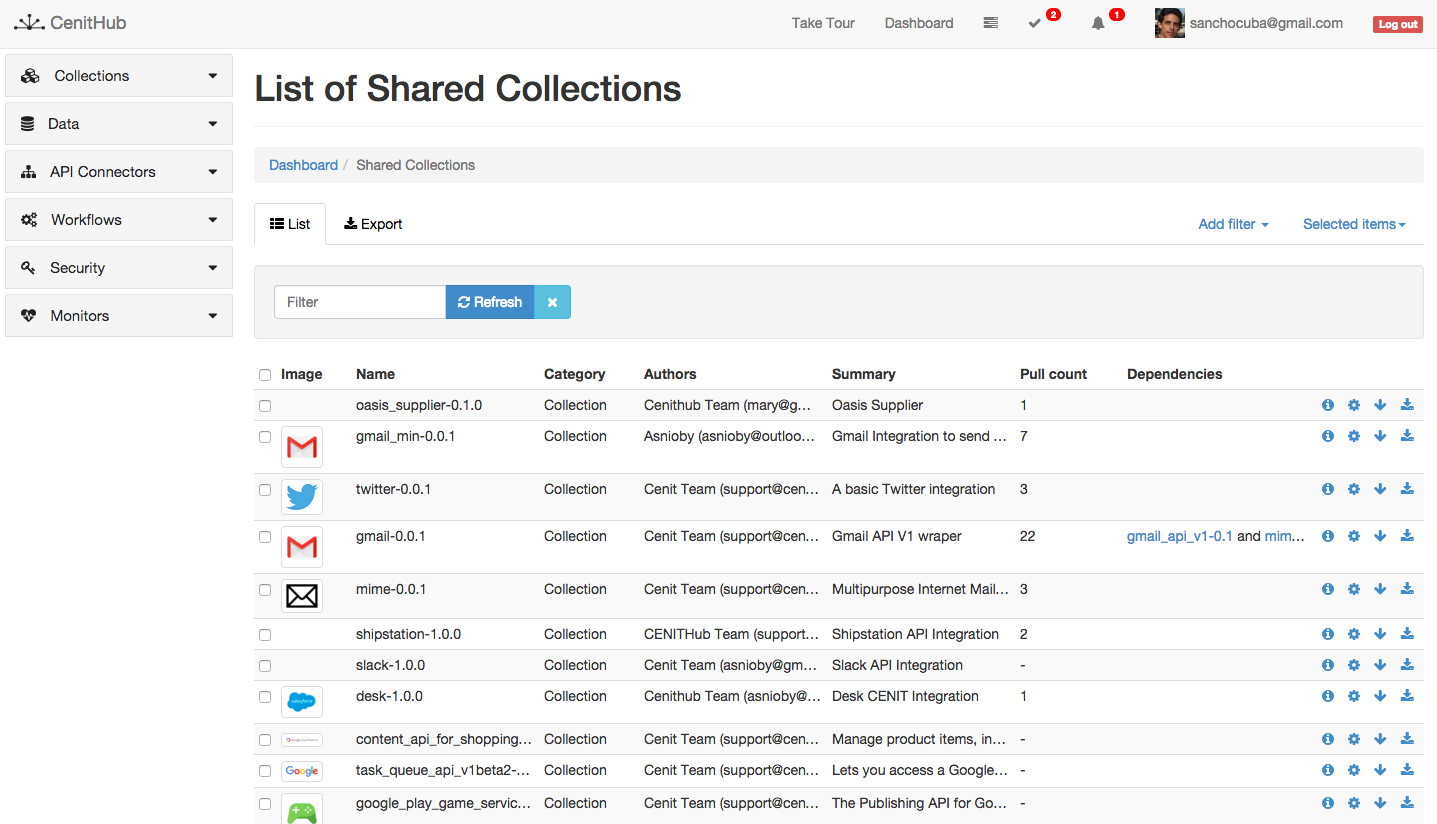 CenitHub Take Tour Dashboard 2 1 sanchocuba@gmail.com Log out
Collections
Data
API Connectors
Workflows
Security
Monitors
List of Shared Collections
Dashboard / Shared Collections
List Export Add filter Selected items
Filter Refresh
Image Name Category Authors Summary Pull count Dependencies
oasis_supplier-0.1.0 Collection Cenithub Team (mary@g... Oasis Supplier 1
gmail_min-0.0.1 Collection Asnioby (asnioby@outloo... Gmail Integration to send ... 7
twitter-0.0.1 Collection Cenit Team (support@cen... A basic Twitter integration 3
gmail-0.0.1 Collection Cenit Team (support@cen... Gmail API V1 wraper 22 gmail_api_v1-0.1 and mim...
mime-0.0.1 Collection Cenit Team (support@cen... Multipurpose Internet Mail... 3
shipstation-1.0.0 Collection CENITHub Team (support... Shipstation API Integration 2
slack-1.0.0 Collection Cenit Team (asnioby@gm... Slack API Integration -
salesforce desk-1.0.0 Collection Cenithub Team (asnioby@... Desk CENIT Integration 1
content_api_for_shopping... Collection Cenit Team (support@cen... Manage product items, in... -
Google task_queue_api_v1beta2-... Collection Cenit Team (support@cen... Lets you access a Google... -
google_play_game_servic... Collection Cenit Team (support@cen... The Publishing API for Go... -